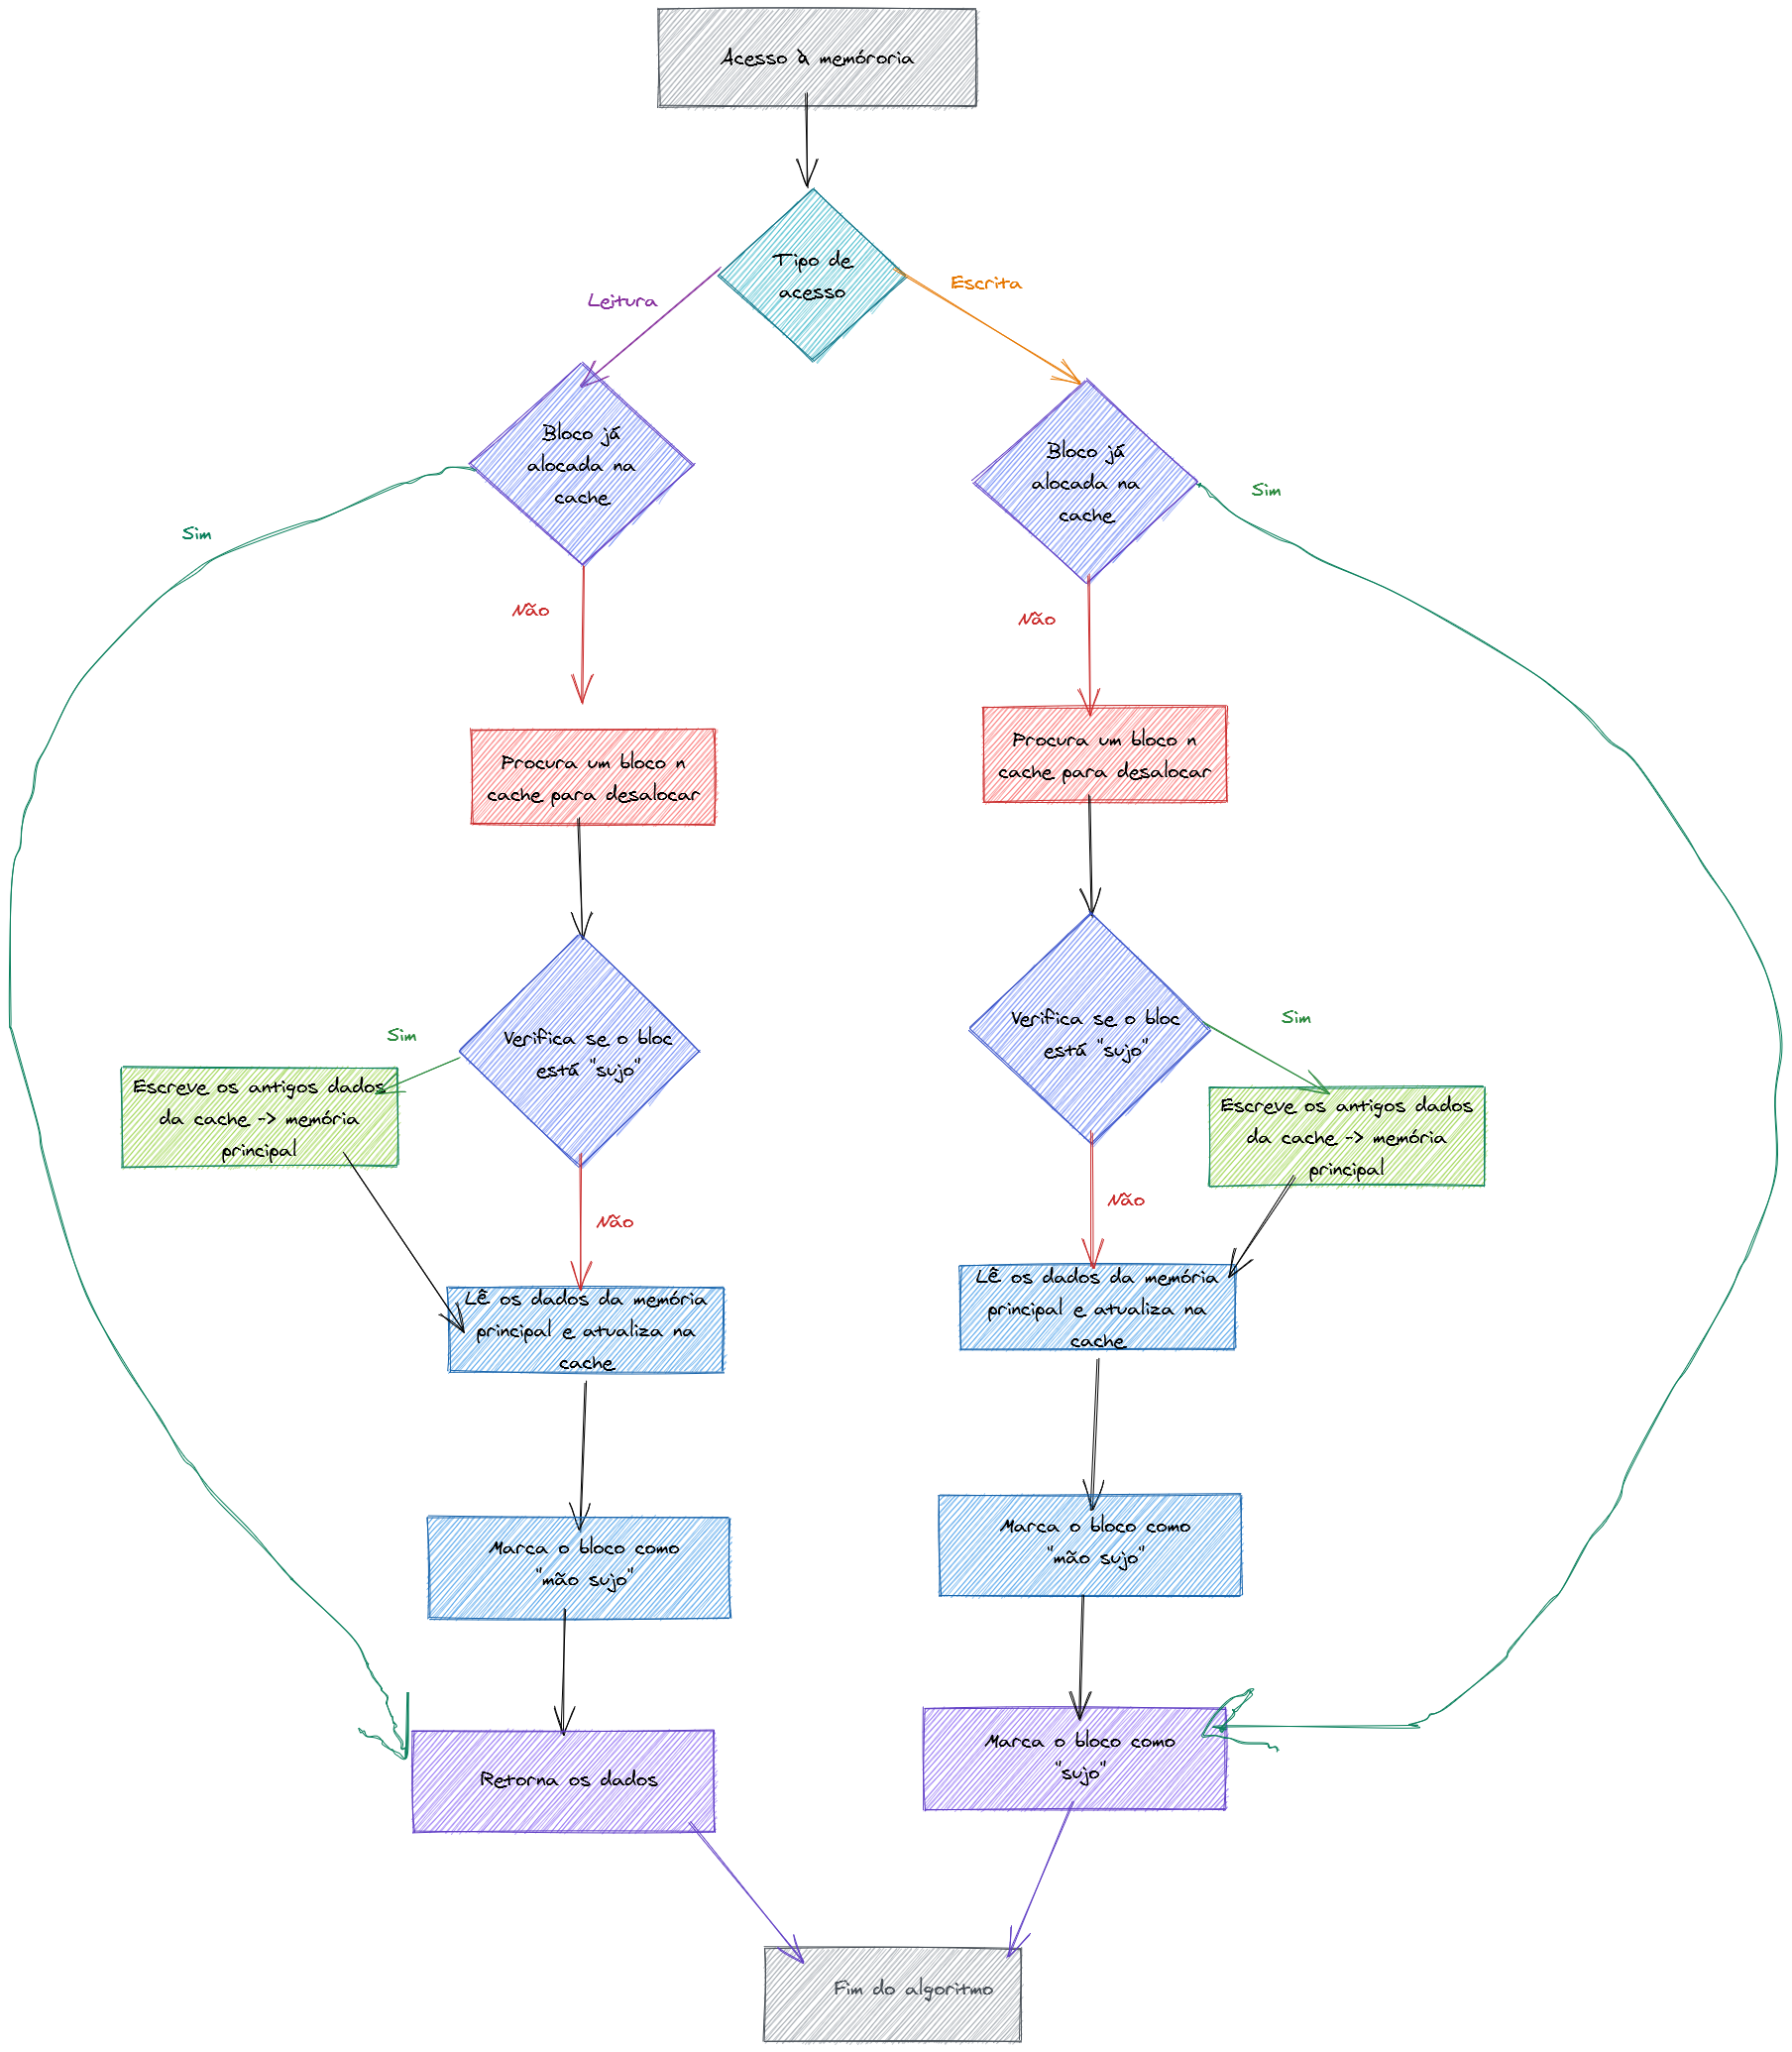 Acesso à memóroria
Tipo de
acesso
Leitura
Escrita
Bloco já
alocada na
cache
Bloco já
alocada na
cache
Sim
Sim
Não
Não
Procura um bloco n
cache para desalocar
Procura um bloco n
cache para desalocar
Verifica se o bloc
está "sujo"
Verifica se o bloc
está "sujo"
Sim
Sim
Escreve os antigos dados
da cache -> memória
principal
Escreve os antigos dados
da cache -> memória
principal
Não
Não
Lê os dados da memória
principal e atualiza na
cache
Lê os dados da memória
principal e atualiza na
cache
Marca o bloco como
"mão sujo"
Marca o bloco como
"mão sujo"
Retorna os dados
Marca o bloco como
"sujo"
Fim do algoritmo